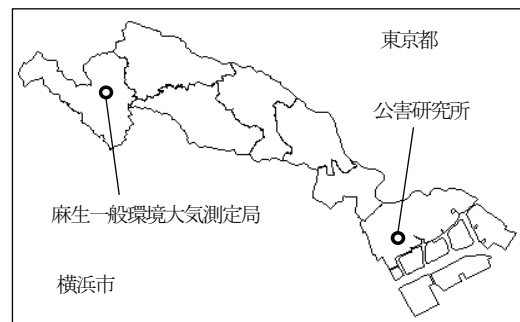 東京都
公害研究所
麻生一般環境大気測定局
横浜市